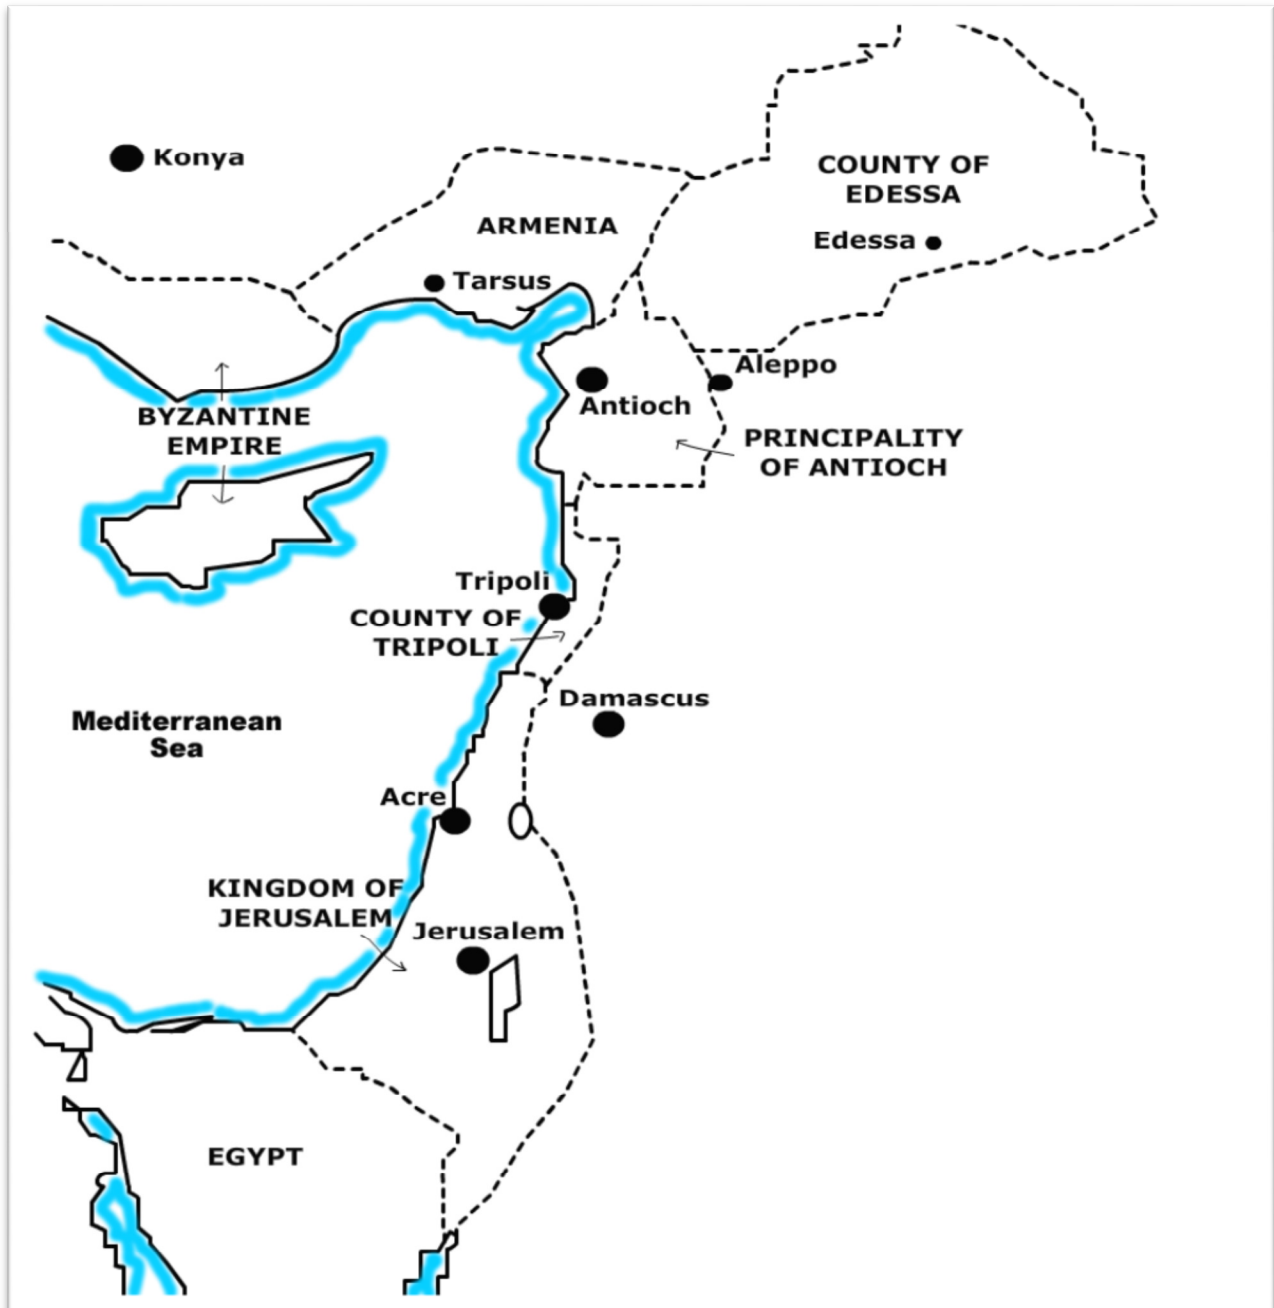 Konya
COUNTY OF
EDESSA
ARMENIA
Edessa
Tarsus
Aleppo
Antioch
BYZANTINE
EMPIRE
PRINCIPALITY
OF ANTIOCH
Tripoli
COUNTY OF
TRIPOLI
Damascus
Mediterranean
Sea
Acre
KINGDOM OF
JERUSALEM
Jerusalem
EGYPT